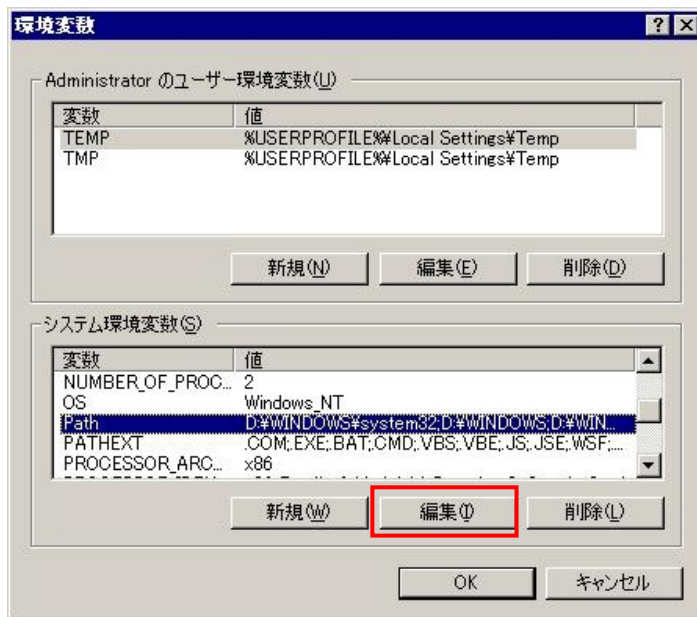 環境変数
Administrator のユーザー環境変数(U)
変数 値
TEMP %USERPROFILE%¥Local Settings¥Temp
TMP %USERPROFILE%¥Local Settings¥Temp
新規(N) 編集(E) 削除(D)
システム環境変数(S)
変数 値
NUMBER_OF_PROC... 2
OS Windows_NT
Path D:¥WINDOWS¥system32;D:¥WINDOWS;D:¥WIN...
PATHEXT .COM;.EXE;.BAT;.CMD;.VBS;.VBE;.JS;.JSE;.WSF;...
PROCESSOR_ARC... x86
新規(W) 編集(I) 削除(L)
OK キャンセル